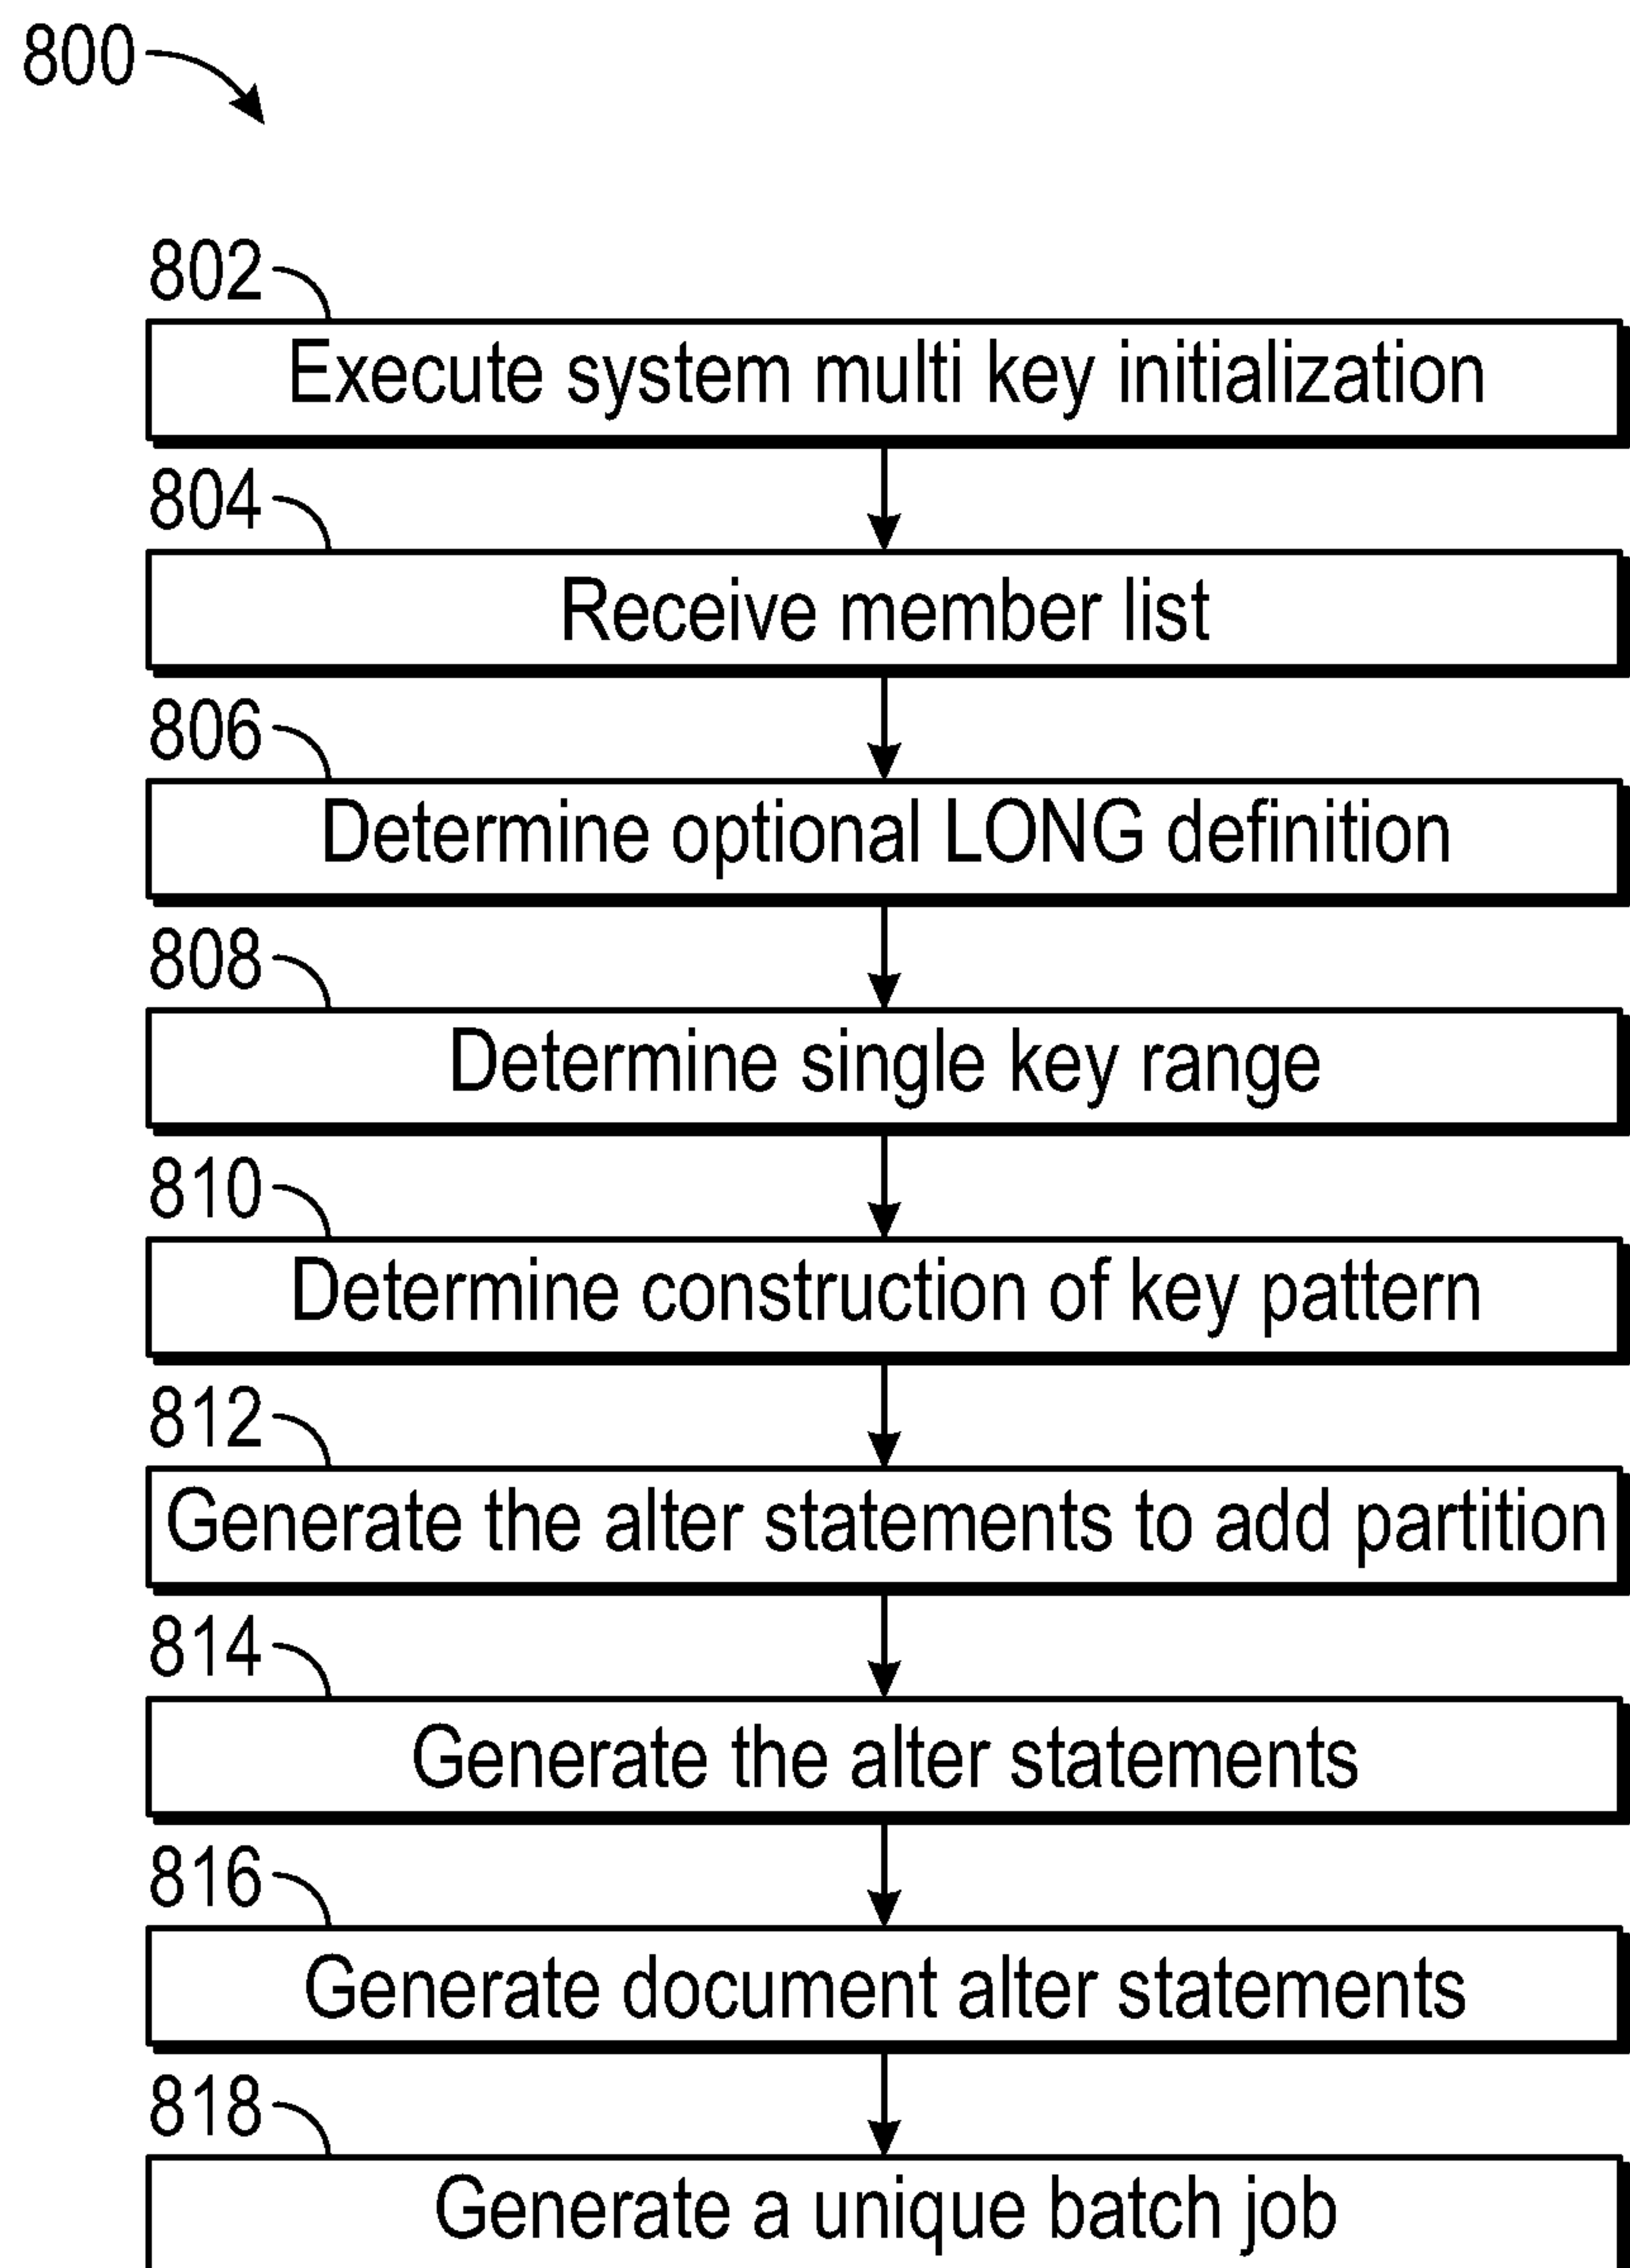 800
802
Execute system multi key initialization
804
Receive member list
806
Determine optional LONG definition
808
Determine single key range
810
Determine construction of key pattern
812
Generate the alter statements to add partition
814
Generate the alter statements
816
Generate document alter statements
818
Generate a unique batch job